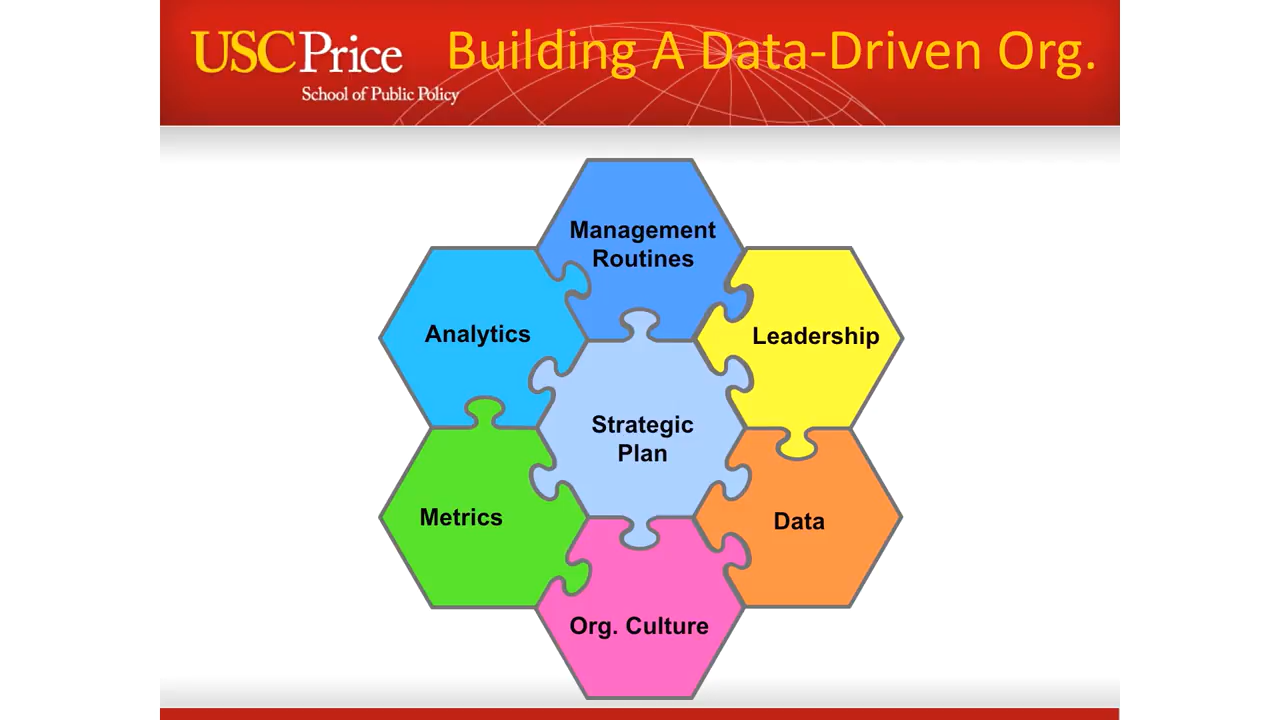 USCPrice
School of Public Policy
Building A Data-Driven Org.
Management
Routines
Analytics
Leadership
Strategic
Plan
Metrics
Data
Org. Culture